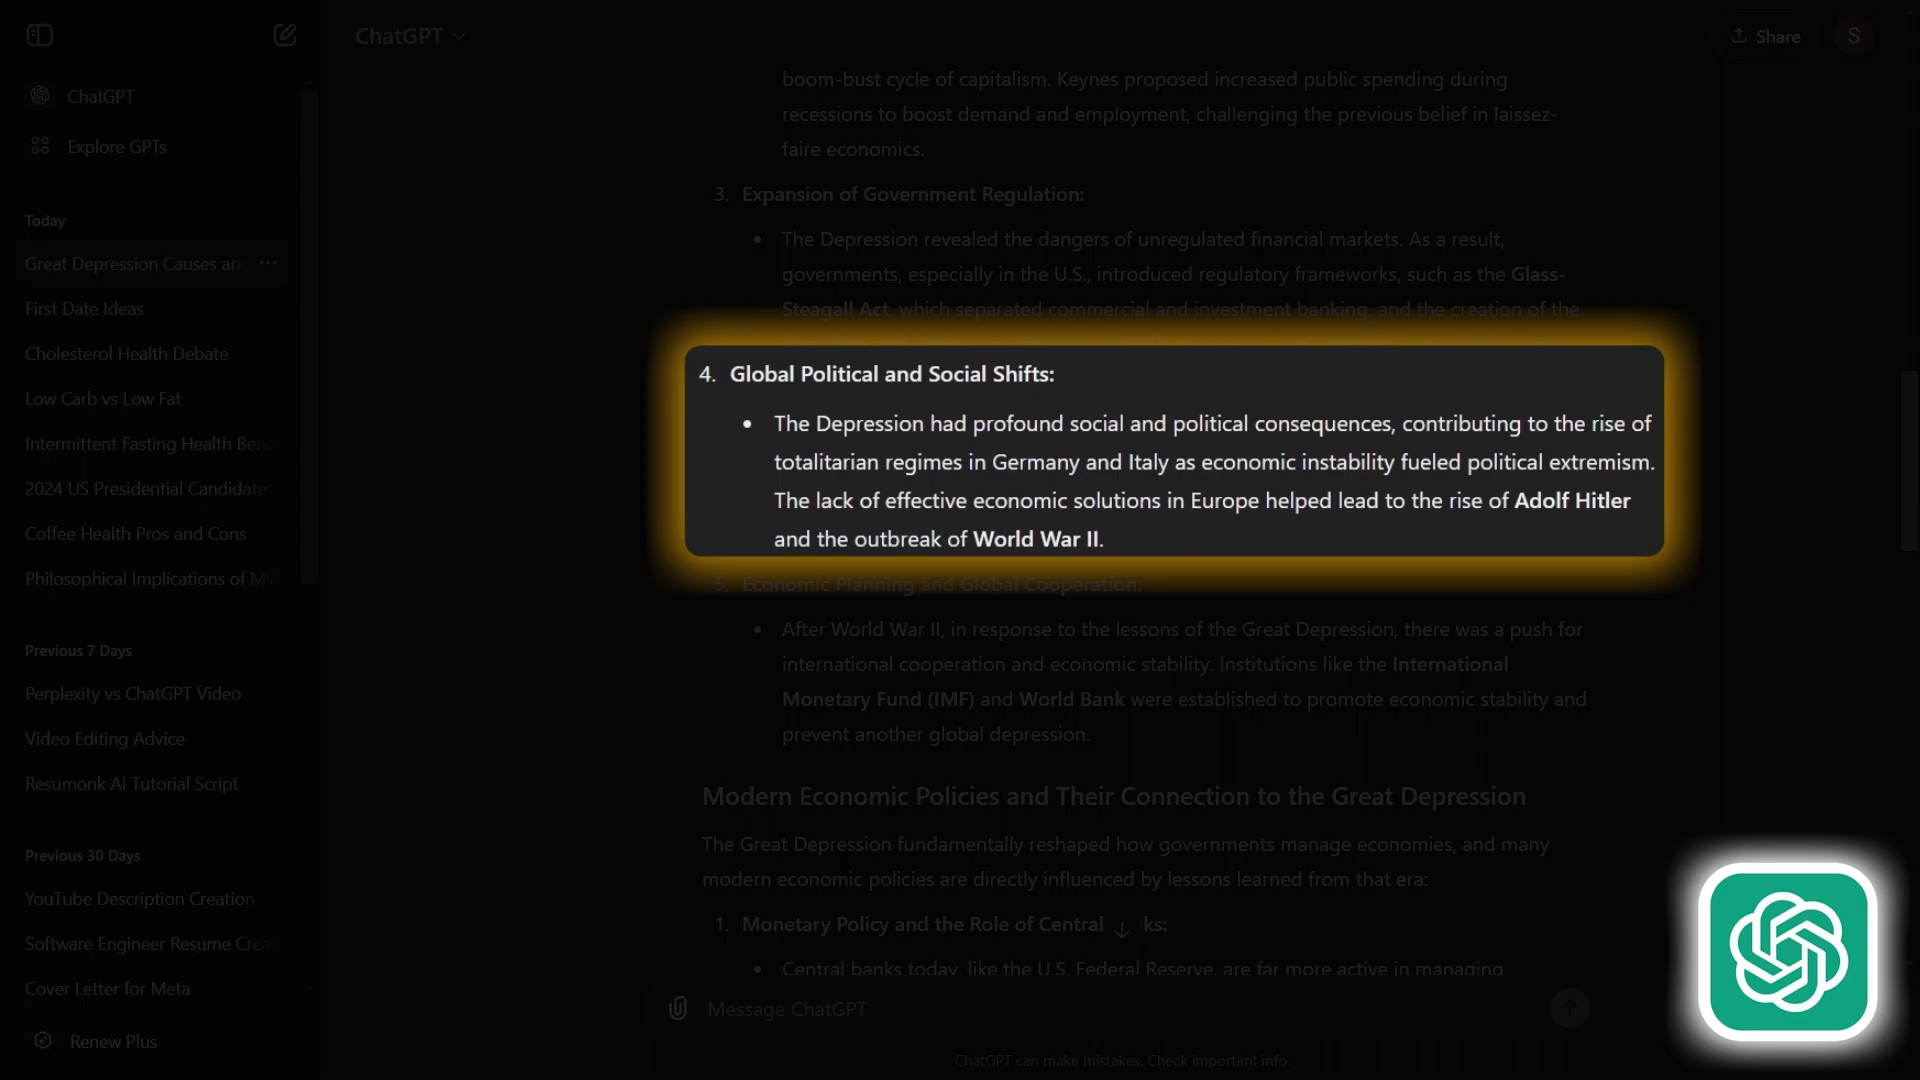 ChatGPT
Share
S
ChatGPT
Explore GPTs
Today
Great Depression Causes an
First Date Ideas
Cholesterol Health Debate
Low Carb vs Low Fat
Intermittent Fasting Health Bene
2024 US Presidential Candidates
Coffee Health Pros and Cons
Philosophical Implications of M
Previous 7 Days
Perplexity vs ChatGPT Video
Video Editing Advice
Resumonk AI Tutorial Script
Previous 30 Days
YouTube Description Creation
Software Engineer Resume Crea
Cover Letter for Meta
Renew Plus
boom-bust cycle of capitalism. Keynes proposed increased public spending during
recessions to boost demand and employment, challenging the previous belief in laissez-
faire economics.
3. Expansion of Government Regulation:
• The Depression revealed the dangers of unregulated financial markets. As a result,
governments, especially in the U.S., introduced regulatory frameworks, such as the Glass-
Steagall Act, which separated commercial and investment banking, and the creation of the
4. Global Political and Social Shifts:
• The Depression had profound social and political consequences, contributing to the rise of
totalitarian regimes in Germany and Italy as economic instability fueled political extremism.
The lack of effective economic solutions in Europe helped lead to the rise of Adolf Hitler
and the outbreak of World War II.
5. Economic Planning and Global Cooperation:
• After World War II, in response to the lessons of the Great Depression, there was a push for
international cooperation and economic stability. Institutions like the International
Monetary Fund (IMF) and World Bank were established to promote economic stability and
prevent another global depression.
Modern Economic Policies and Their Connection to the Great Depression
The Great Depression fundamentally reshaped how governments manage economies, and many
modern economic policies are directly influenced by lessons learned from that era:
1. Monetary Policy and the Role of Central ks:
• Central banks today, like the U.S. Federal Reserve, are far more active in managing
Message ChatGPT
ChatGPT can make mistakes. Check important info.